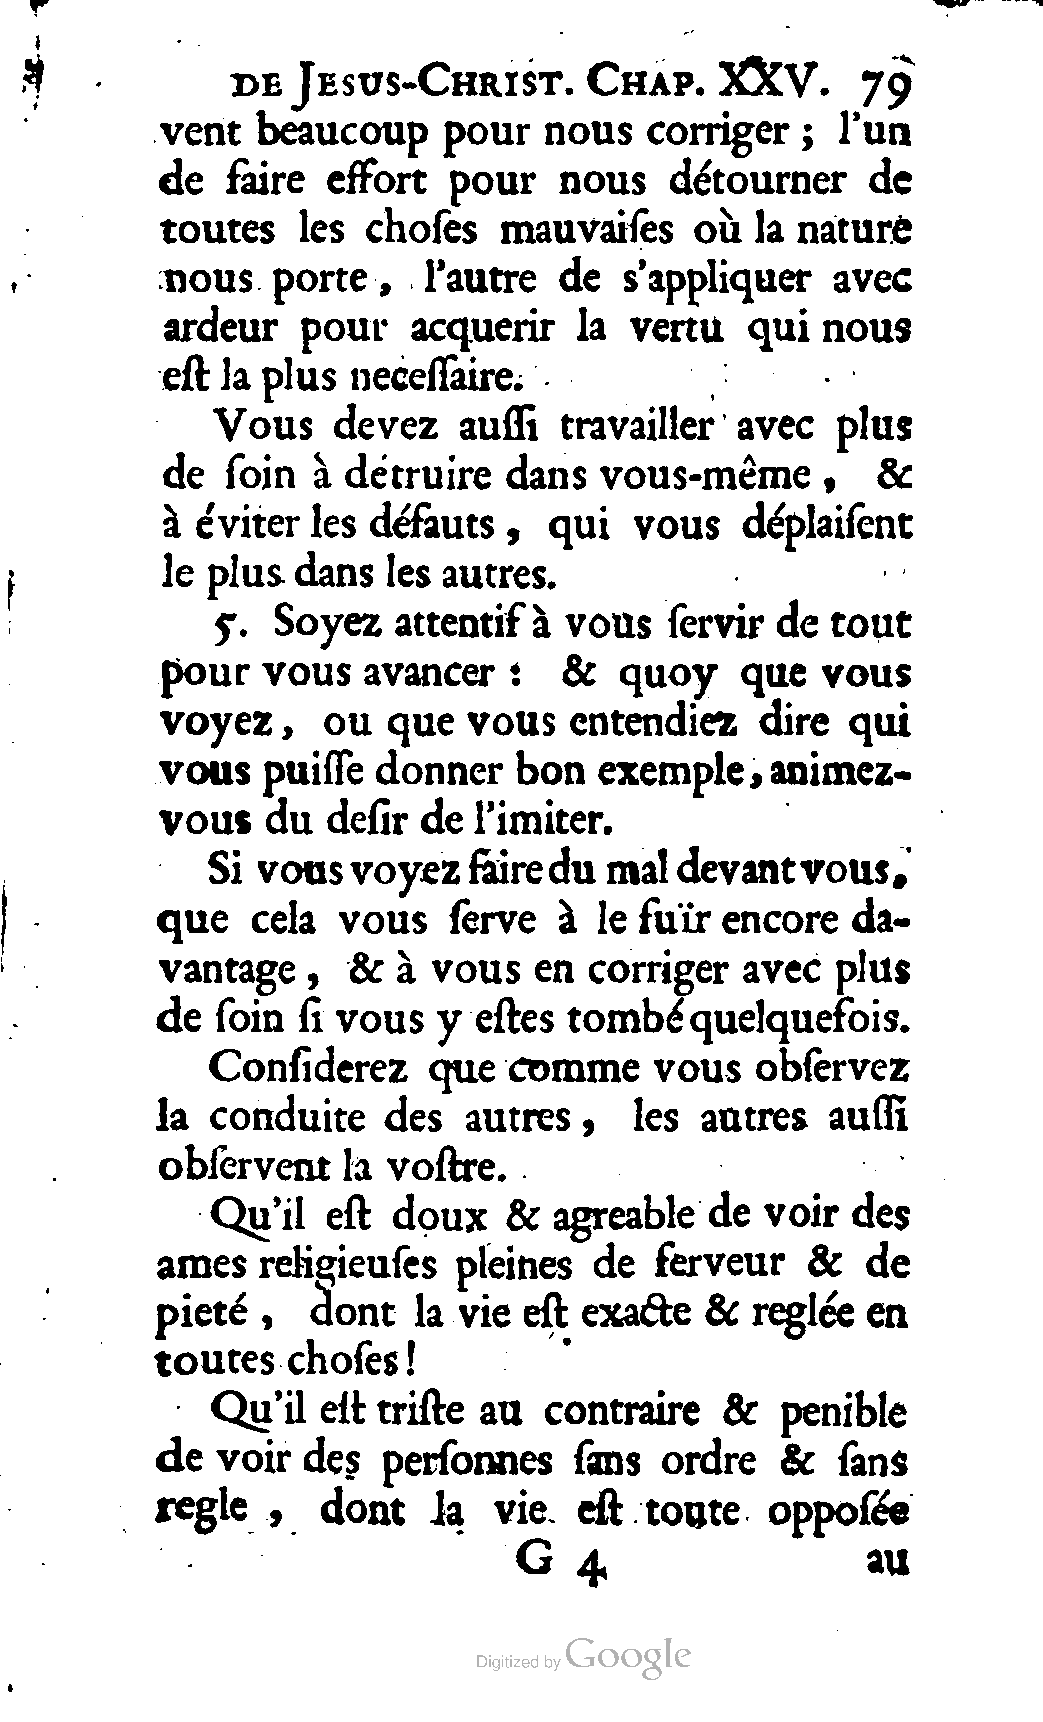 DE JESUS-CHRIST. CHAP. XXV. 79
vent beaucoup pour nous corriger ; l'un
de faire effort pour nous détourner de
toutes les choſes mauvaiſes où la nature
nous porte, l'autre de s'appliquer avec
ardeur pour acquerir la vertu qui nous
eſt la plus neceſſaire.
Vous devez auſſi travailler avec plus
de ſoin à détruire dans vous-même, &
à éviter les défauts, qui vous déplaiſent
le plus dans les autres.
5. Soyez attentif à vous ſervir de tout
pour vous avancer : & quoy que vous
voyez, ou que vous entendiez dire qui
vous puiſſe donner bon exemple, animez-
vous du deſir de l'imiter.
Si vous voyez faire du mal devant vous,
que cela vous ſerve à le fuïr encore da-
vantage, & à vous en corriger avec plus
de ſoin ſi vous y eſtes tombé quelquefois.
Conſiderez que comme vous obſervez
la conduite des autres, les autres auſſi
obſervent la voſtre.
Qu'il eſt doux & agreable de voir des
ames religieuſes pleines de ferveur & de
pieté, dont la vie eſt exacte & reglée en
toutes choſes!
Qu'il eſt triſte au contraire & penible
de voir des perſonnes ſans ordre & ſans
regle, dont la vie eſt toute oppoſée
G 4 au
Digitized by Google